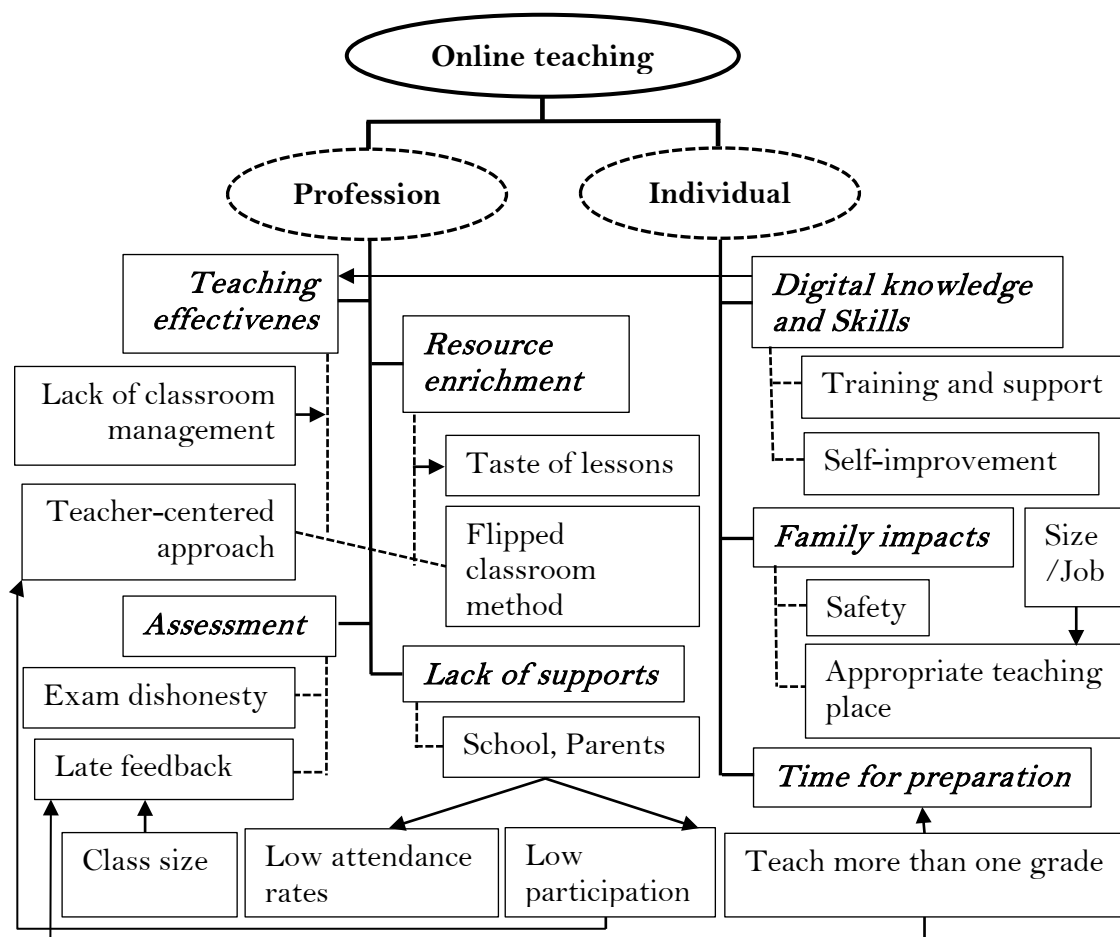 Online teaching
Profession
Individual
Teaching
effectivenes
Digital knowledge
and Skills
Resource
enrichment
Lack of classroom
management
Training and support
Taste of lessons
Self-improvement
Teacher-centered
approach
Flipped
classroom
method
Family impacts
Size
/Job
Assessment
Safety
Lack of supports
Appropriate teaching
place
Exam dishonesty
School, Parents
Late feedback
Time for preparation
Class size
Low attendance
rates
Low
participation
Teach more than one grade